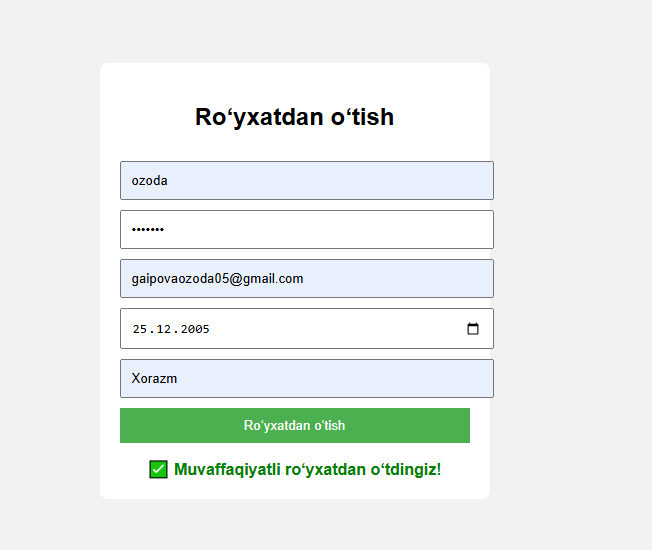 Ro‘yxatdan o‘tish
ozoda
•••••••
gaipovaozoda05@gmail.com
25.12.2005
Xorazm
Ro‘yxatdan o‘tish
✅ Muvaffaqiyatli ro‘yxatdan o‘tdingiz!